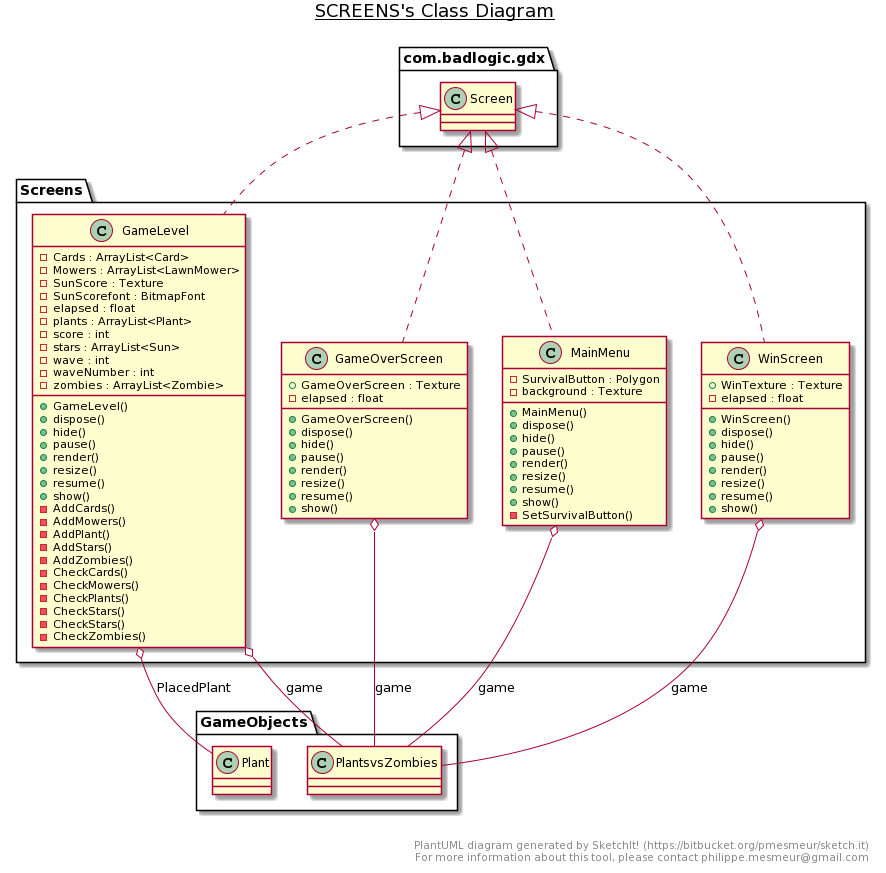 SCREENS's Class Diagram
com.badlogic.gdx
C Screen
Screens
C GameLevel
Cards : ArrayList<Card>
Mowers : ArrayList<LawnMower>
SunScore : Texture
SunScorefont : BitmapFont
elapsed : float
plants : ArrayList<Plant>
score : int
stars : ArrayList<Sun>
wave : int
waveNumber : int
zombies : ArrayList<Zombie>
GameLevel()
dispose()
hide()
pause()
render()
resize()
resume()
show()
AddCards()
AddMowers()
AddPlant()
AddStars()
AddZombies()
CheckCards()
CheckMowers()
CheckPlants()
CheckStars()
CheckStars()
CheckZombies()
C GameOverScreen
GameOverScreen : Texture
elapsed : float
GameOverScreen()
dispose()
hide()
pause()
render()
resize()
resume()
show()
C MainMenu
SurvivalButton : Polygon
background : Texture
MainMenu()
dispose()
hide()
pause()
render()
resize()
resume()
show()
SetSurvivalButton()
C WinScreen
WinTexture : Texture
elapsed : float
WinScreen()
dispose()
hide()
pause()
render()
resize()
resume()
show()
PlacedPlant
game
game
game
game
GameObjects
C Plant
C PlantsvsZombies
PlantUML diagram generated by SketchIt! (https://bitbucket.org/pmesmeur/sketch.it)
For more information about this tool, please contact philippe.mesmeur@gmail.com